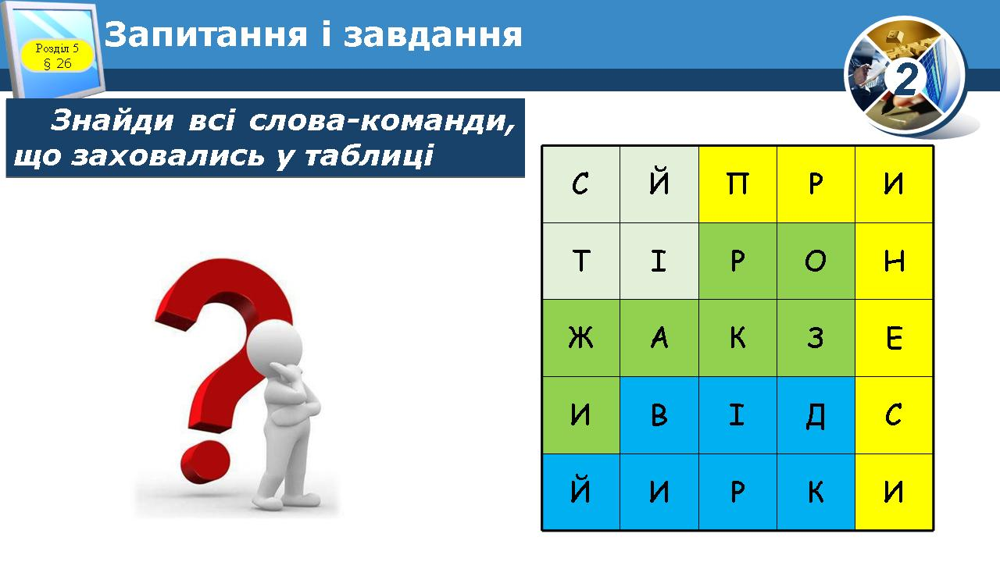 Розділ 5
§ 26
Запитання і завдання
2
Знайди всі слова-команди,
що заховались у таблиці
С Й П Р И
Т І Р О Н
Ж А К З Е
И В І Д С
Й И Р К И